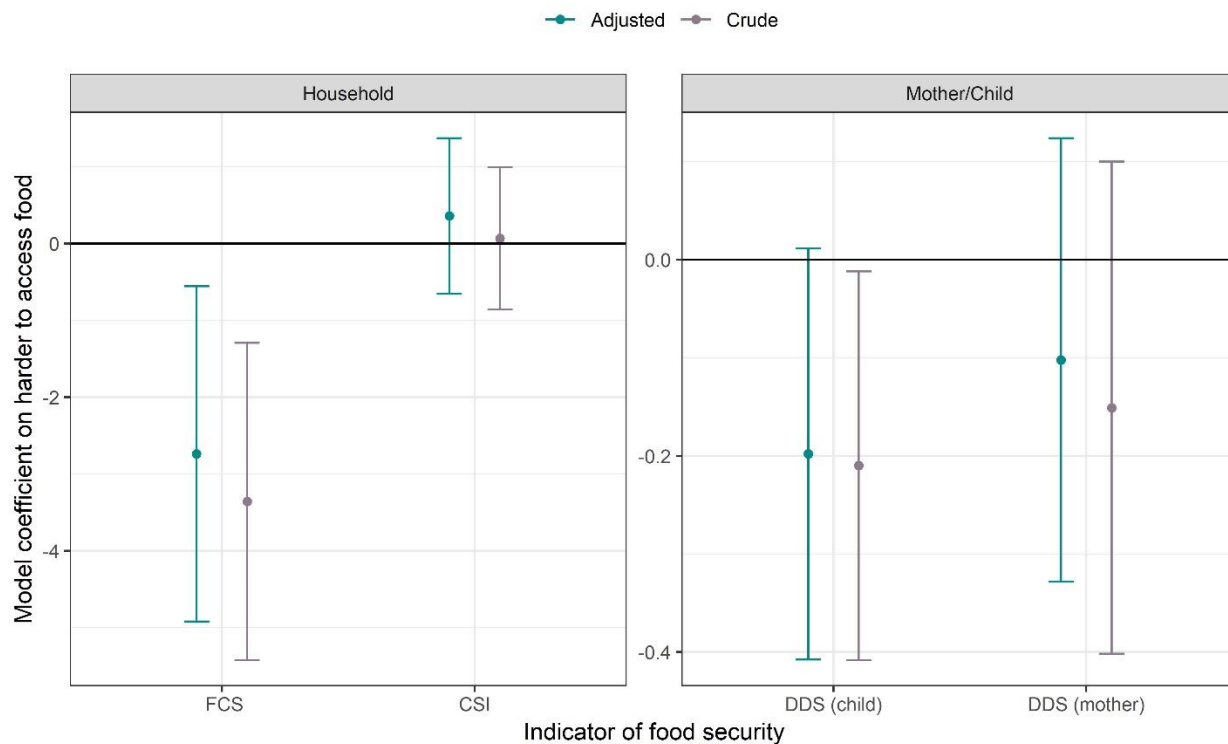 Adjusted Crude
Household Mother/Child
Model coefficient on harder to access food
0
-2
-4
0.0
-0.2
-0.4
FCS CSI DDS (child) DDS (mother)
Indicator of food security